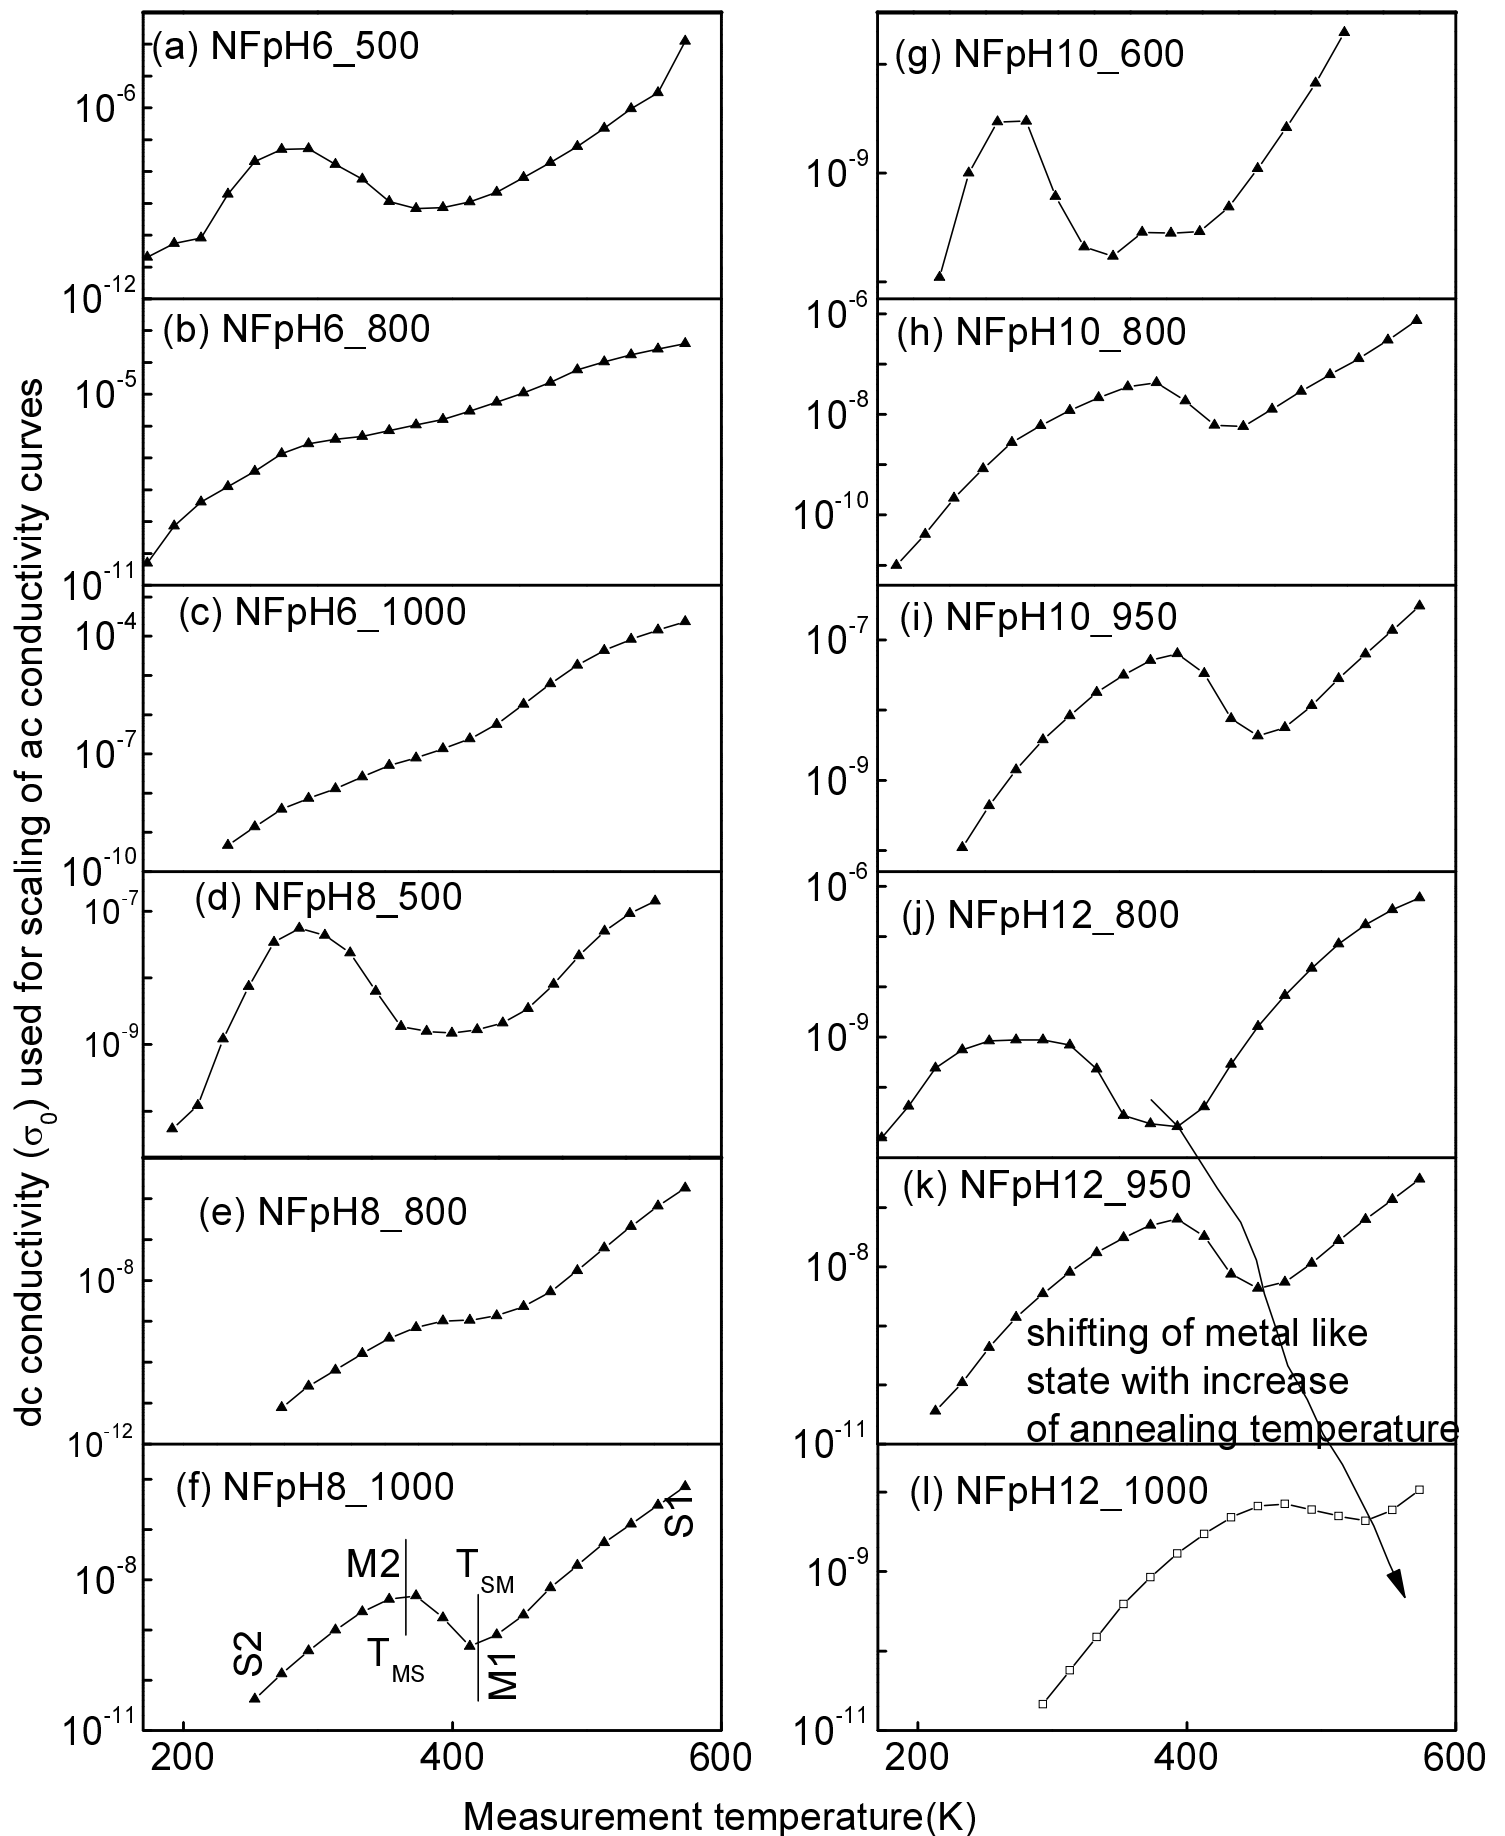 dc conductivity (σ0) used for scaling of ac conductivity curves
(a) NFpH6_500
10-6
10-12
(b) NFpH6_800
10-5
10-11
(c) NFpH6_1000
10-4
10-7
10-10
(d) NFpH8_500
10-7
10-9
(e) NFpH8_800
10-8
10-12
(f) NFpH8_1000
10-8
10-11
S2
M2
TMS
TSM
M1
S1
200
400
600
(g) NFpH10_600
10-9
(h) NFpH10_800
10-6
10-8
10-10
(i) NFpH10_950
10-7
10-9
(j) NFpH12_800
10-6
10-9
(k) NFpH12_950
10-8
shifting of metal like
state with increase
of annealing temperature
10-11
(l) NFpH12_1000
10-9
10-11
200
400
600
Measurement temperature(K)